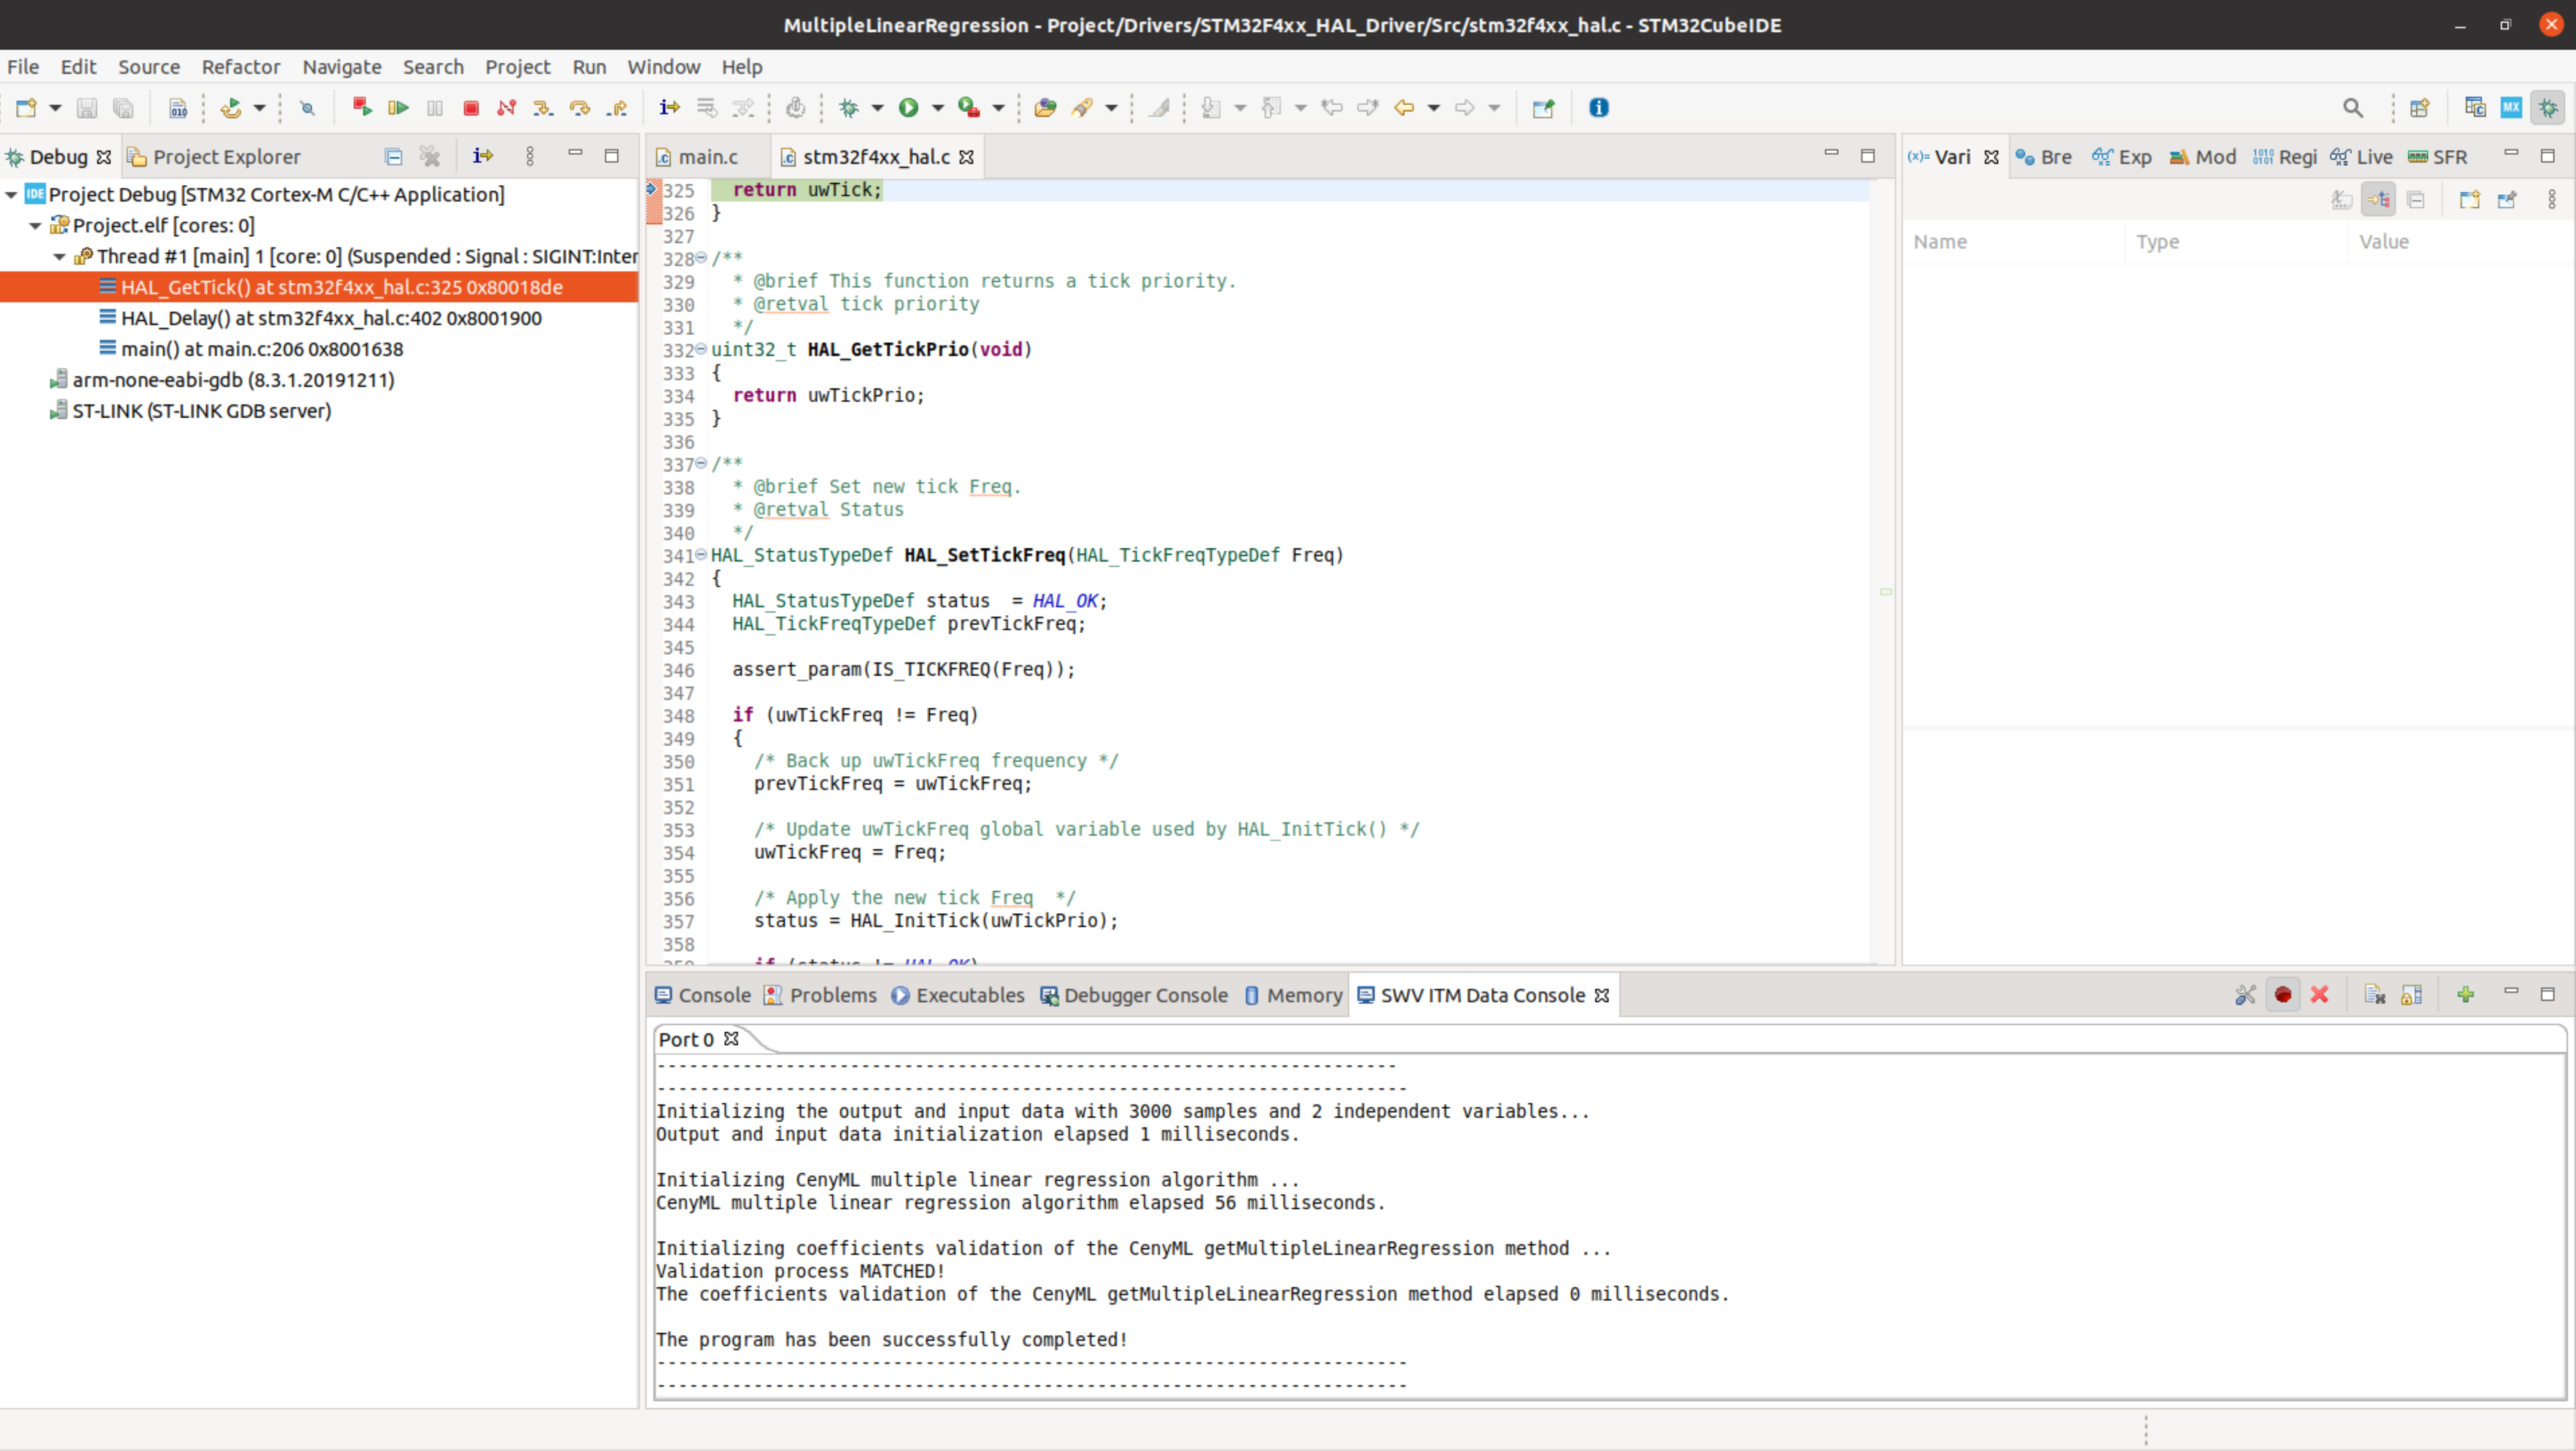 MultipleLinearRegression - Project/Drivers/STM32F4xx_HAL_Driver/Src/stm32f4xx_hal.c - STM32CubeIDE
File Edit Source Refactor Navigate Search Project Run Window Help
Debug Project Explorer
IDE Project Debug [STM32 Cortex-M C/C++ Application]
Project.elf [cores: 0]
Thread #1 [main] 1 [core: 0] (Suspended : Signal : SIGINT:Inter
HAL_GetTick() at stm32f4xx_hal.c:325 0x80018de
HAL_Delay() at stm32f4xx_hal.c:402 0x8001900
main() at main.c:206 0x8001638
arm-none-eabi-gdb (8.3.1.20191211)
ST-LINK (ST-LINK GDB server)
main.c stm32f4xx_hal.c
325 return uwTick;
326 }
327
328 /**
329 * @brief This function returns a tick priority.
330 * @retval tick priority
331 */
332 uint32_t HAL_GetTickPrio(void)
333 {
334 return uwTickPrio;
335 }
336
337 /**
338 * @brief Set new tick Freq.
339 * @retval Status
340 */
341 HAL_StatusTypeDef HAL_SetTickFreq(HAL_TickFreqTypeDef Freq)
342 {
343 HAL_StatusTypeDef status = HAL_OK;
344 HAL_TickFreqTypeDef prevTickFreq;
345
346 assert_param(IS_TICKFREQ(Freq));
347
348 if (uwTickFreq != Freq)
349 {
350 /* Back up uwTickFreq frequency */
351 prevTickFreq = uwTickFreq;
352
353 /* Update uwTickFreq global variable used by HAL_InitTick() */
354 uwTickFreq = Freq;
355
356 /* Apply the new tick Freq */
357 status = HAL_InitTick(uwTickPrio);
358
359 if (status != HAL_OK)
(x)= Vari Bre Exp Mod Regi Live SFR
Name Type Value
Console Problems Executables Debugger Console Memory SWV ITM Data Console
Port 0
---------------------------------------------------------------------
----------------------------------------------------------------------
Initializing the output and input data with 3000 samples and 2 independent variables...
Output and input data initialization elapsed 1 milliseconds.
Initializing CenyML multiple linear regression algorithm ...
CenyML multiple linear regression algorithm elapsed 56 milliseconds.
Initializing coefficients validation of the CenyML getMultipleLinearRegression method ...
Validation process MATCHED!
The coefficients validation of the CenyML getMultipleLinearRegression method elapsed 0 milliseconds.
The program has been successfully completed!
----------------------------------------------------------------------
----------------------------------------------------------------------